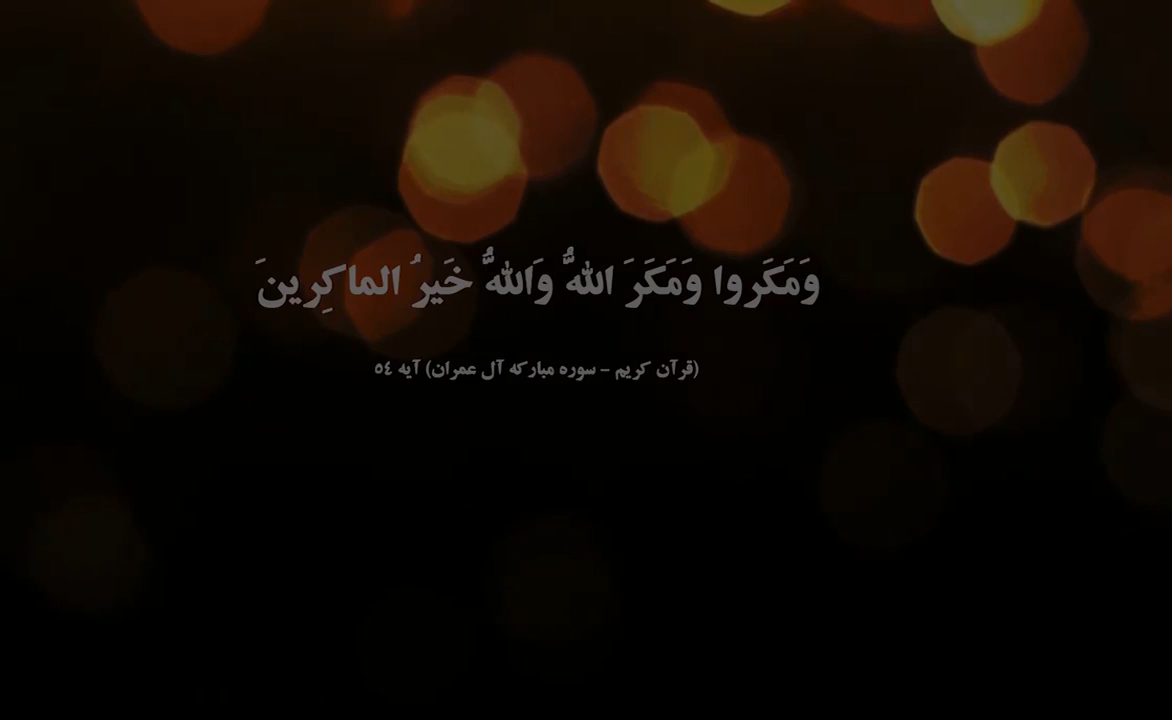 وَمَكَروا وَمَكَرَ اللهُّ وَاللهُّ خَيرُ الماكِرينَ
(قرآن کریم - سوره مبارکه آل عمران) آیه ٥٤